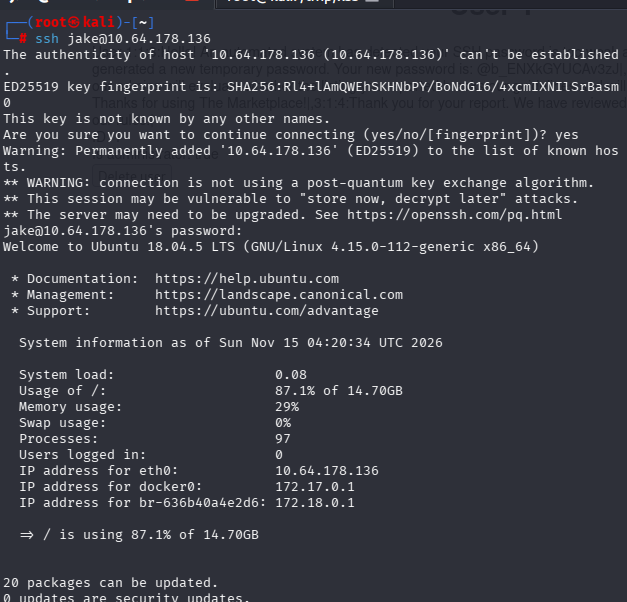 ┌──(root㉿kali)-[~]
└─# ssh jake@10.64.178.136
The authenticity of host '10.64.178.136 (10.64.178.136)' can't be established
.
ED25519 key fingerprint is: SHA256:Rl4+lAmQWEhSKHNbPY/BoNdG1G/4xcmIXNIlSrBasm
0
This key is not known by any other names.
Are you sure you want to continue connecting (yes/no/[fingerprint])? yes
Warning: Permanently added '10.64.178.136' (ED25519) to the list of known hos
ts.
** WARNING: connection is not using a post-quantum key exchange algorithm.
** This session may be vulnerable to "store now, decrypt later" attacks.
** The server may need to be upgraded. See https://openssh.com/pq.html
jake@10.64.178.136's password:
Welcome to Ubuntu 18.04.5 LTS (GNU/Linux 4.15.0-112-generic x86_64)
* Documentation:  https://help.ubuntu.com
* Management:     https://landscape.canonical.com
* Support:        https://ubuntu.com/advantage
System information as of Sun Nov 15 04:20:34 UTC 2026
System load:                      0.08
Usage of /:                       87.1% of 14.70GB
Memory usage:                     29%
Swap usage:                       0%
Processes:                        97
Users logged in:                  0
IP address for eth0:              10.64.178.136
IP address for docker0:           172.17.0.1
IP address for br-636b40a4e2d6: 172.18.0.1
=> / is using 87.1% of 14.70GB
20 packages can be updated.
0 updates are security updates.